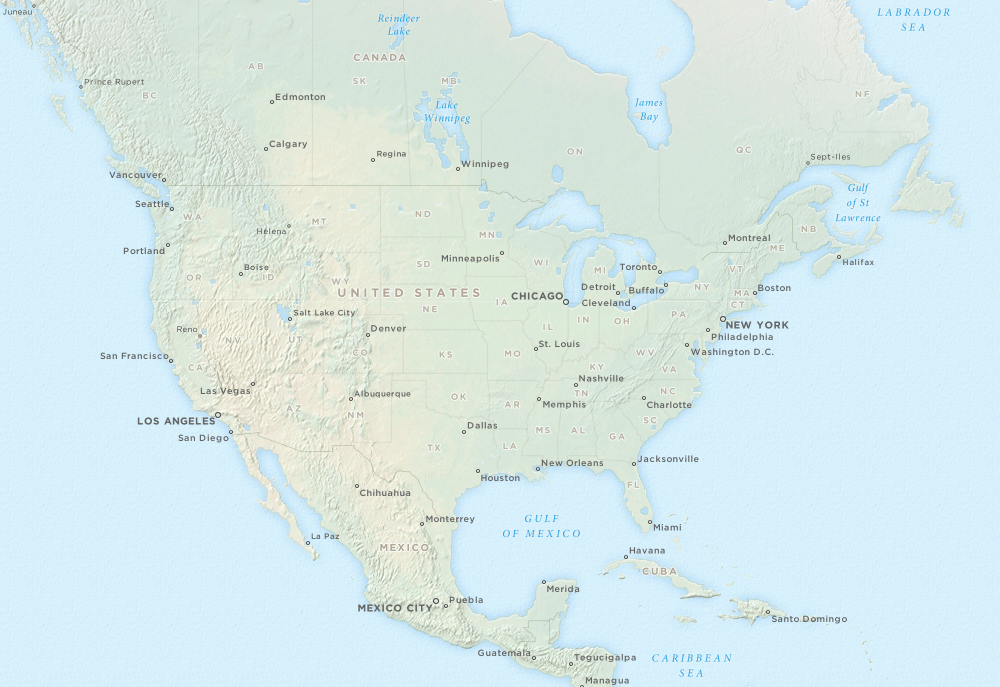 Juneau
Reindeer
Lake
LABRADOR
SEA
CANADA
AB
SK
MB
Prince Rupert
BC
Edmonton
Lake
Winnipeg
James
Bay
NF
Calgary
Regina
Winnipeg
ON
QC
Sept-Iles
Vancouver
Gulf
of St
Lawrence
Seattle
WA
MT
ND
Helena
MN
NB
Portland
Minneapolis
Montreal
ME
Halifax
OR
Boise
ID
SD
WI
MI
Toronto
VT
WY
UNITED STATES
Detroit
Buffalo
NY
MA
Boston
CHICAGO
Cleveland
CT
IA
NE
Salt Lake City
PA
NEW YORK
Reno
Denver
IL
IN
OH
Philadelphia
NV
UT
St. Louis
San Francisco
CO
KS
MO
WV
Washington D.C.
CA
KY
VA
Las Vegas
Nashville
Albuquerque
OK
TN
NC
AZ
NM
AR
Memphis
Charlotte
LOS ANGELES
Dallas
MS
AL
GA
SC
San Diego
TX
LA
New Orleans
Jacksonville
Houston
FL
Chihuahua
Monterrey
GULF
OF MEXICO
Miami
La Paz
MEXICO
Havana
CUBA
Merida
MEXICO CITY
Puebla
Santo Domingo
Guatemala
Tegucigalpa
CARIBBEAN
SEA
Managua